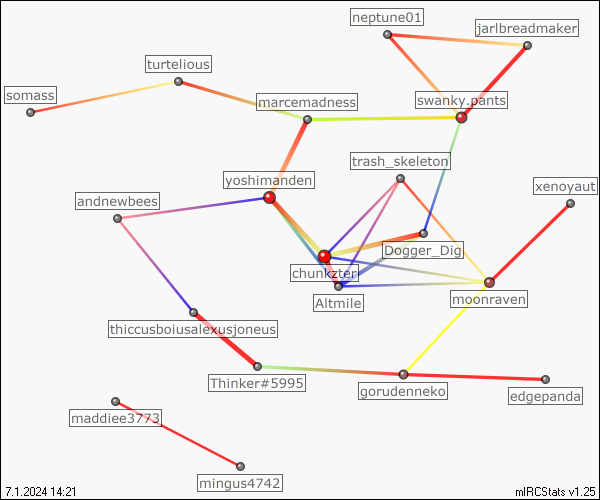 neptune01
jarlbreadmaker
turtelious
somass
marcemadness
swanky.pants
trash_skeleton
yoshimanden
xenoyaut
andnewbees
Dogger_Dig
chunkzter
Altmile
moonraven
thiccusboiusalexusjoneus
Thinker#5995
gorudenneko
edgepanda
maddiee3773
mingus4742
7.1.2024 14:21
mIRCStats v1.25